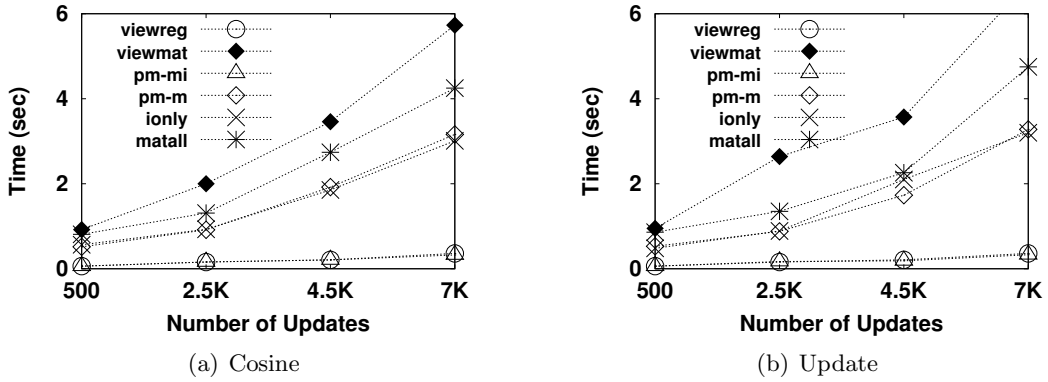 6
4
2
0
Time (sec)
viewreg
viewmat
pm-mi
pm-m
ionly
matall
500 2.5K 4.5K 7K
Number of Updates
(a) Cosine
6
4
2
0
Time (sec)
viewreg
viewmat
pm-mi
pm-m
ionly
matall
500 2.5K 4.5K 7K
Number of Updates
(b) Update